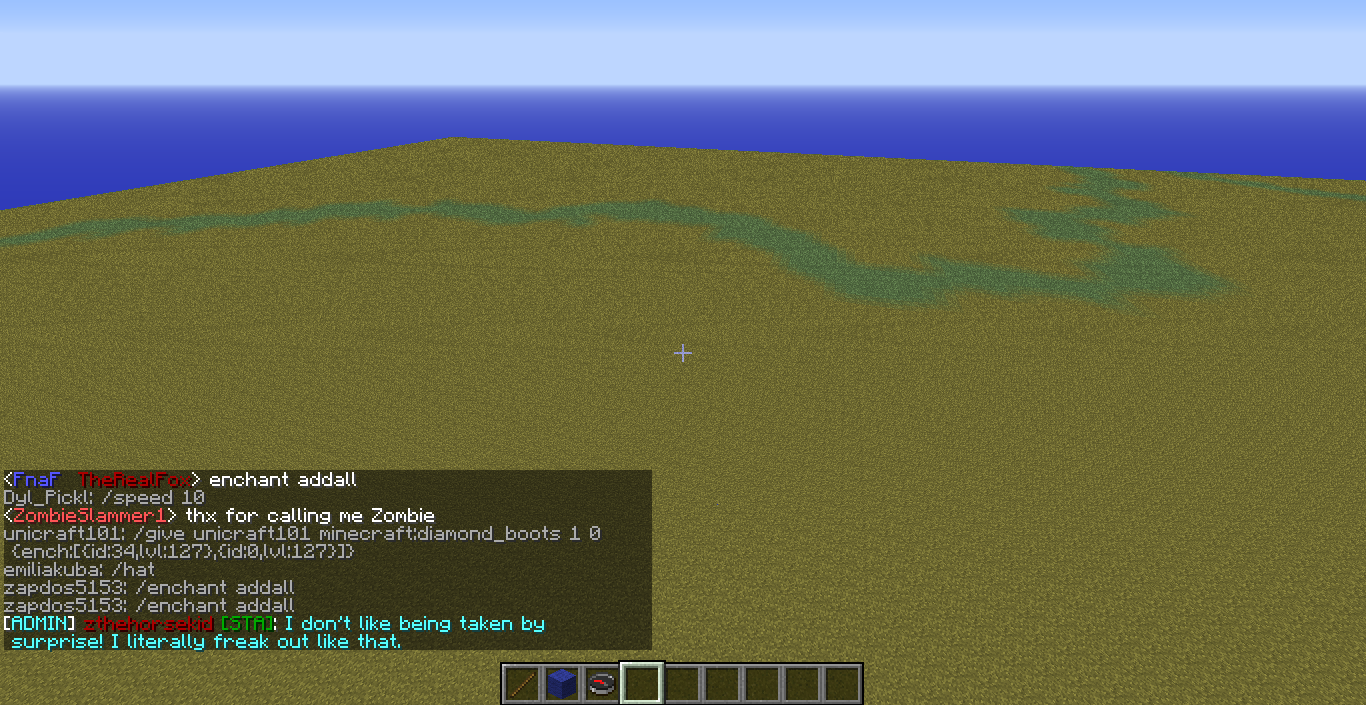 <FnaF TheRealFox> enchant addall
Dyl_Pickl: /speed 10
<ZombieSlammer1> thx for calling me Zombie
unicraft101: /give unicraft101 minecraft:diamond_boots 1 0
{ench:[{id:34,lvl:127},{id:0,lvl:127}]}
emiliakuba: /hat
zapdos5153: /enchant addall
zapdos5153: /enchant addall
[ADMIN] zthehorsekid [STA]: I don't like being taken by
surprise! I literally freak out like that.